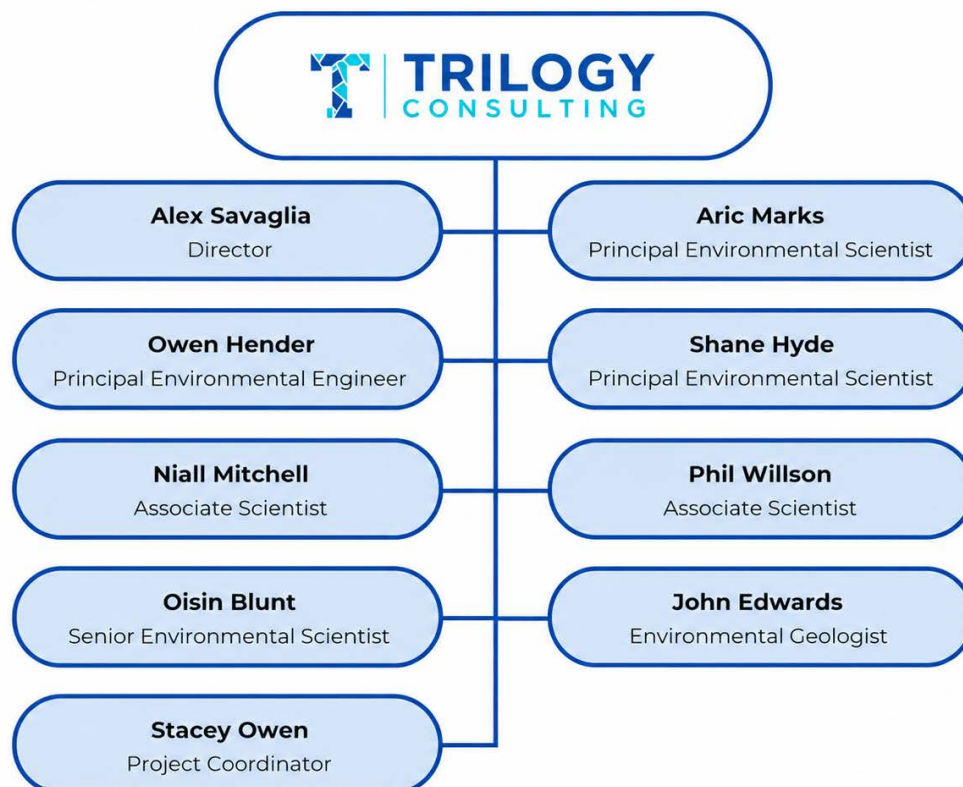 TRILOGY
CONSULTING
Alex Savaglia
Director
Aric Marks
Principal Environmental Scientist
Owen Hender
Principal Environmental Engineer
Shane Hyde
Principal Environmental Scientist
Niall Mitchell
Associate Scientist
Phil Willson
Associate Scientist
Oisin Blunt
Senior Environmental Scientist
John Edwards
Environmental Geologist
Stacey Owen
Project Coordinator